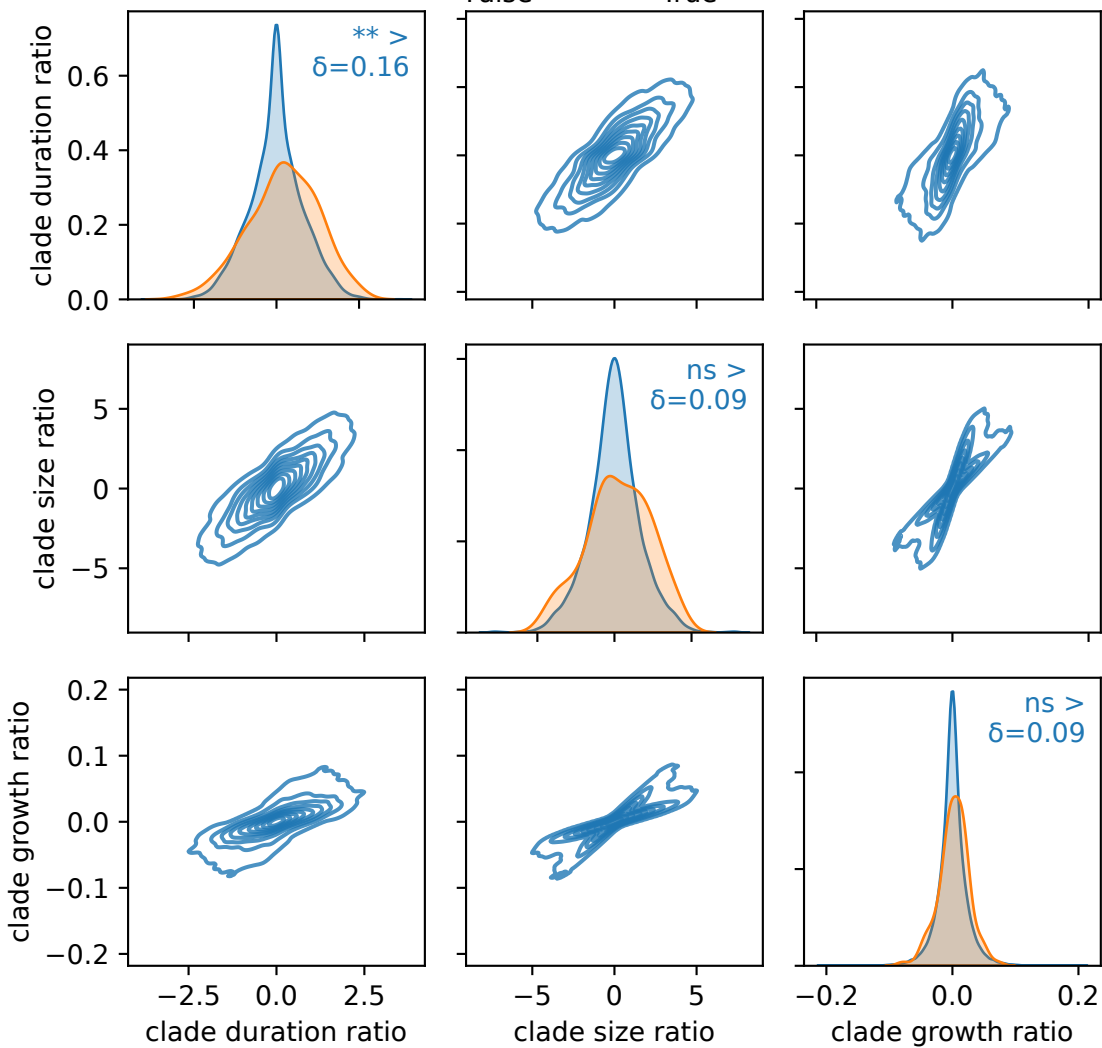 False True
clade duration ratio
0.6
0.4
0.2
0.0
** >
δ=0.16
clade size ratio
5
0
−5
ns >
δ=0.09
clade growth ratio
0.2
0.1
0.0
−0.1
−0.2
ns >
δ=0.09
−2.5 0.0 2.5
−5 0 5
−0.2 0.0 0.2
clade duration ratio
clade size ratio
clade growth ratio